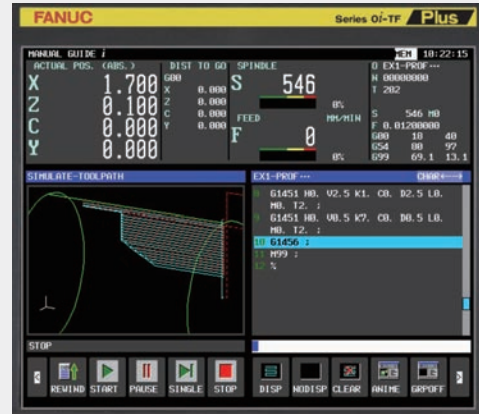 FANUC
Series 0i-TF Plus
MANUAL GUIDE i
MEM 10:22:15
ACTUAL POS. (ABS.)
X 1.700
Z 0.100
C 0.000
Y 0.000
DIST TO GO
G00
X 0.000
Z 0.000
C 0.000
Y 0.000
SPINDLE
S 546
0%
FEED MM/MIN
F 0
0%
O EX1-PROF---
N 00000000
T 202
S 546 M0
F 0.01200000
G00 18 40
G54 80 97
G99 69.1 13.1
SIMULATE-TOOLPATH
EX1-PROF---
CHAR
8 G1451 H0. V2.5 K1. C0. D2.5 L0.
M0. T2. ;
9 G1451 H0. V0.5 K7. C0. D0.5 L0.
M0. T2. ;
10 G1456 ;
11 M99 ;
12 %
STOP
REWIND START PAUSE SINGLE STOP DISP NODISP CLEAR ANIME GRPOFF